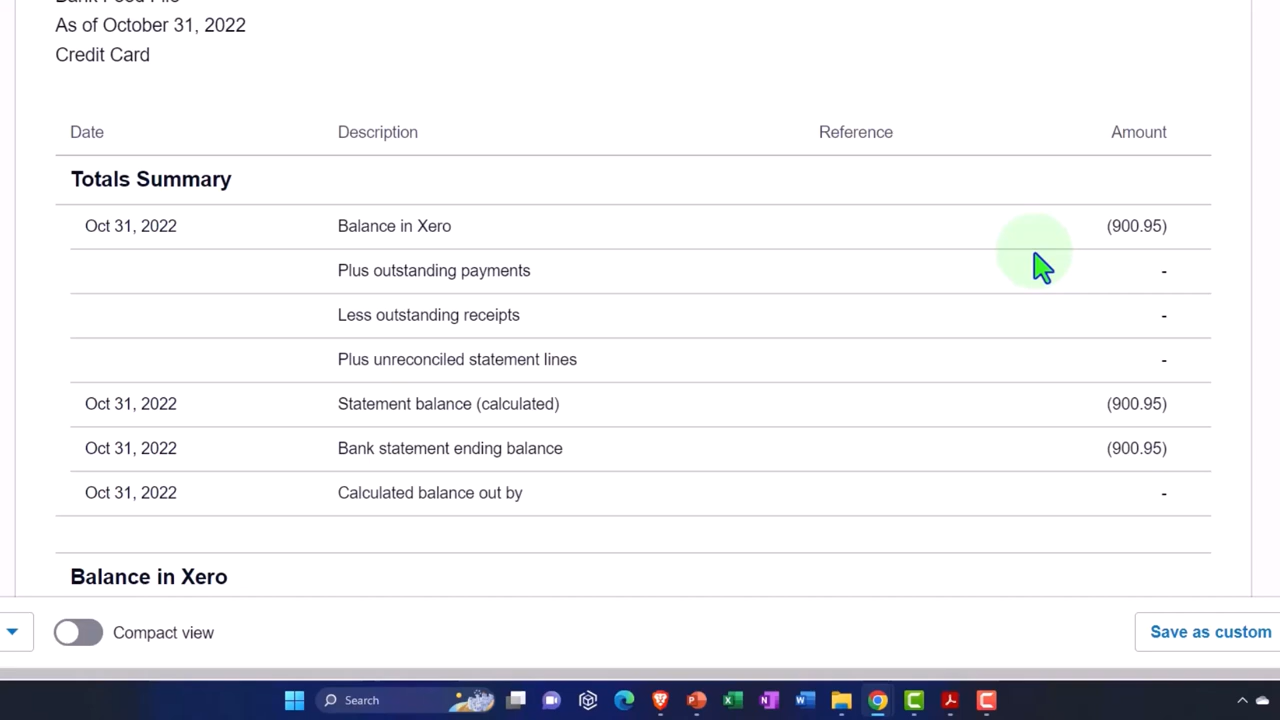 As of October 31, 2022
Credit Card
Date Description Reference Amount
Totals Summary
Oct 31, 2022 Balance in Xero (900.95)
Plus outstanding payments -
Less outstanding receipts -
Plus unreconciled statement lines -
Oct 31, 2022 Statement balance (calculated) (900.95)
Oct 31, 2022 Bank statement ending balance (900.95)
Oct 31, 2022 Calculated balance out by -
Balance in Xero
Compact view Save as custom
Search